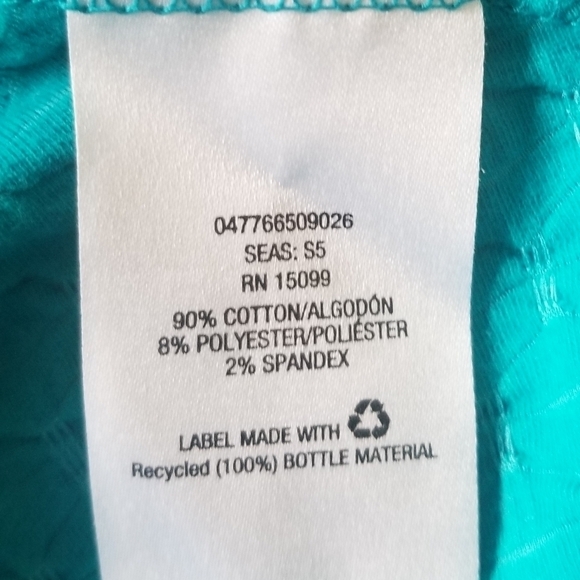 047766509026
SEAS: S5
RN 15099
90% COTTON/ALGODÓN
8% POLYESTER/POLIÉSTER
2% SPANDEX
LABEL MADE WITH
Recycled (100%) BOTTLE MATERIAL